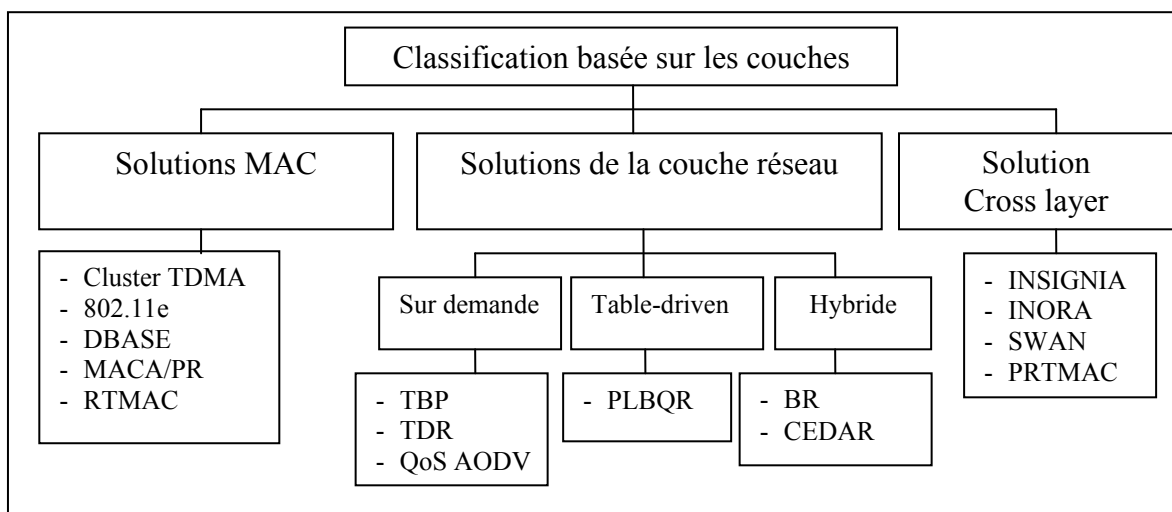 Classification basée sur les couches
Solutions MAC
Solutions de la couche réseau
Solution
Cross layer
- Cluster TDMA
- 802.11e
- DBASE
- MACA/PR
- RTMAC
Sur demande
Table-driven
Hybride
- TBP
- TDR
- QoS AODV
- PLBQR
- BR
- CEDAR
- INSIGNIA
- INORA
- SWAN
- PRTMAC